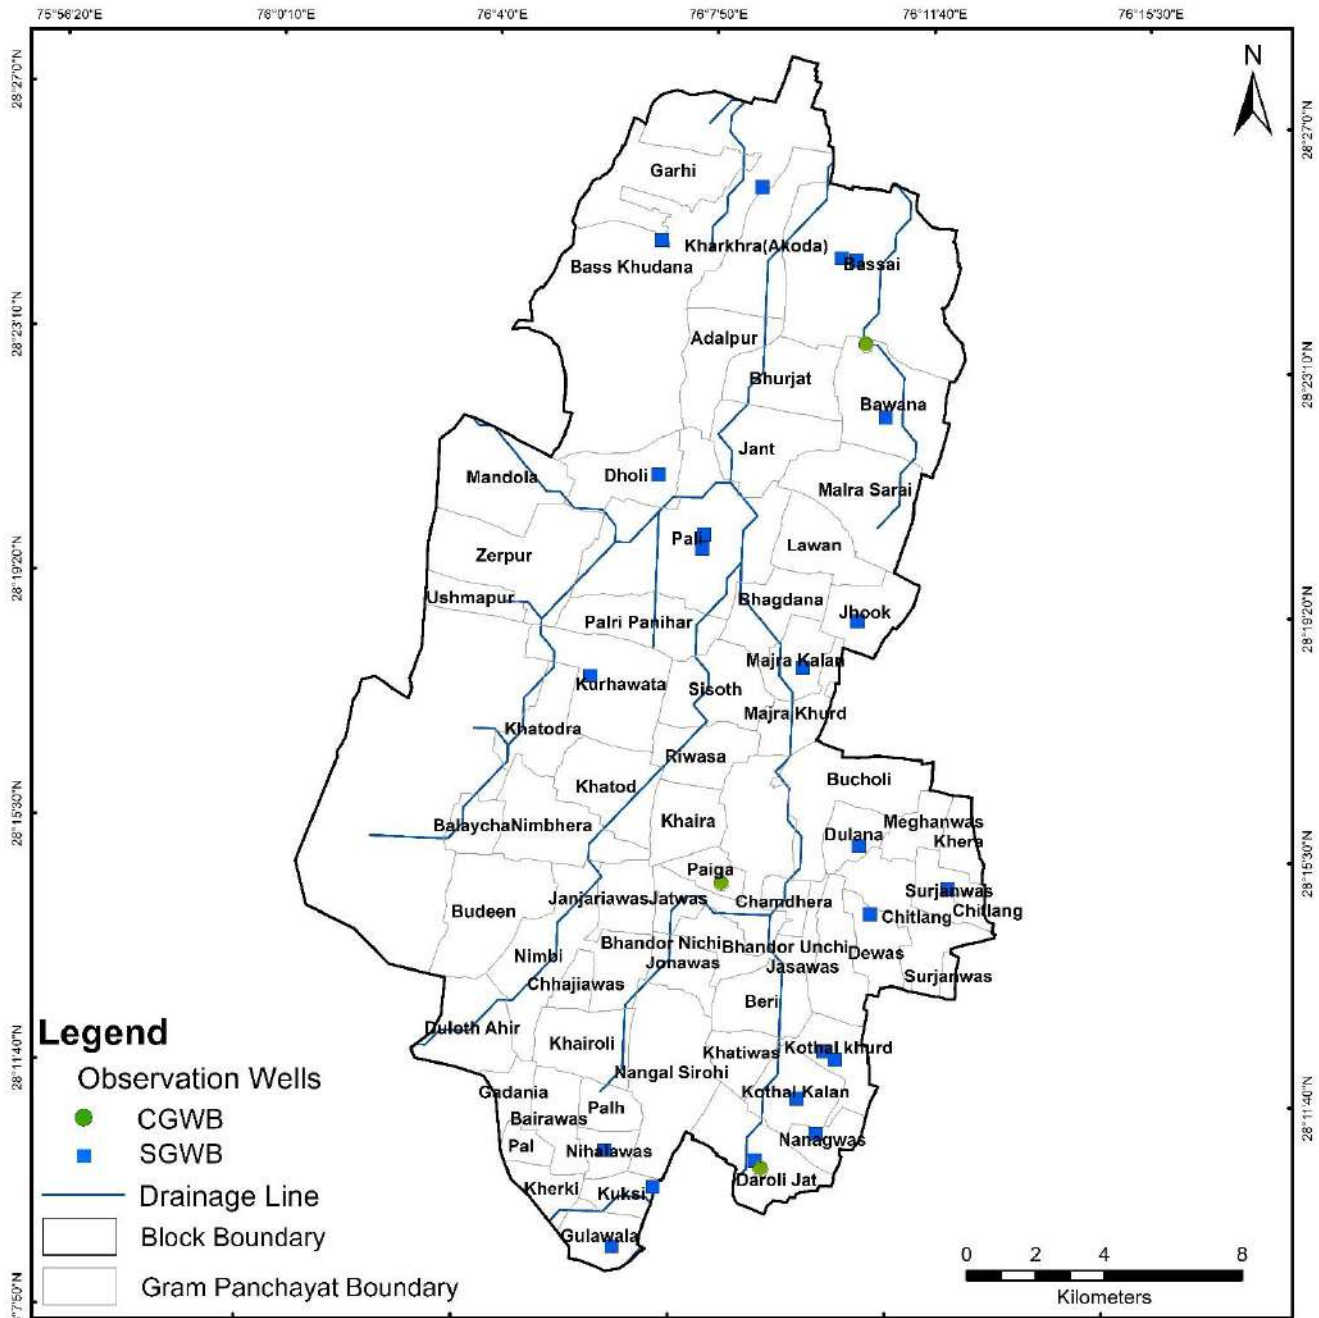 75°56'20"E 76°0'10"E 76°4'0"E 76°7'50"E 76°11'40"E 76°15'30"E
N
28°27'0"N
28°27'0"N
Garhi
Kharkhra(Akoda)
Bassai
Bass Khudana
28°23'10"N
Adalpur
28°23'10"N
Bhurjat
Bawana
Jant
Mandola
Dholi
Malra Sarai
Pali
Lawan
Zerpur
28°19'20"N
Ushmapur
Bhagdana
Jhook
28°19'20"N
Palri Panihar
Majra Kalan
Kurhawata
Sisoth
Majra Khurd
Khatodra
Riwasa
Bucholi
Khatod
28°15'30"N
Balaycha
Nimbhera
Khaira
Meghanwas
Dulana
Khera
28°15'30"N
Paiga
Surjanwas
Janjariawas
Jatwas
Chamdhera
Budeen
Chitlang
Chitlang
Bhandor Nichi
Bhandor Unchi
Dewas
Nimbi
Jonawas
Jasawas
Surjanwas
Chhajiawas
Beri
Legend
Duloth Ahir
Khairoli
Khatiwas
Kothal khurd
28°11'40"N
Observation Wells
Nangal Sirohi
Gadania
Kothal Kalan
28°11'40"N
CGWB
Bairawas
Palh
Nanagwas
SGWB
Pal
Nihalawas
Daroli Jat
Drainage Line
Kherki
Kuksi
Block Boundary
Gulawala
0 2 4 8
Kilometers
Gram Panchayat Boundary
°7'50"N